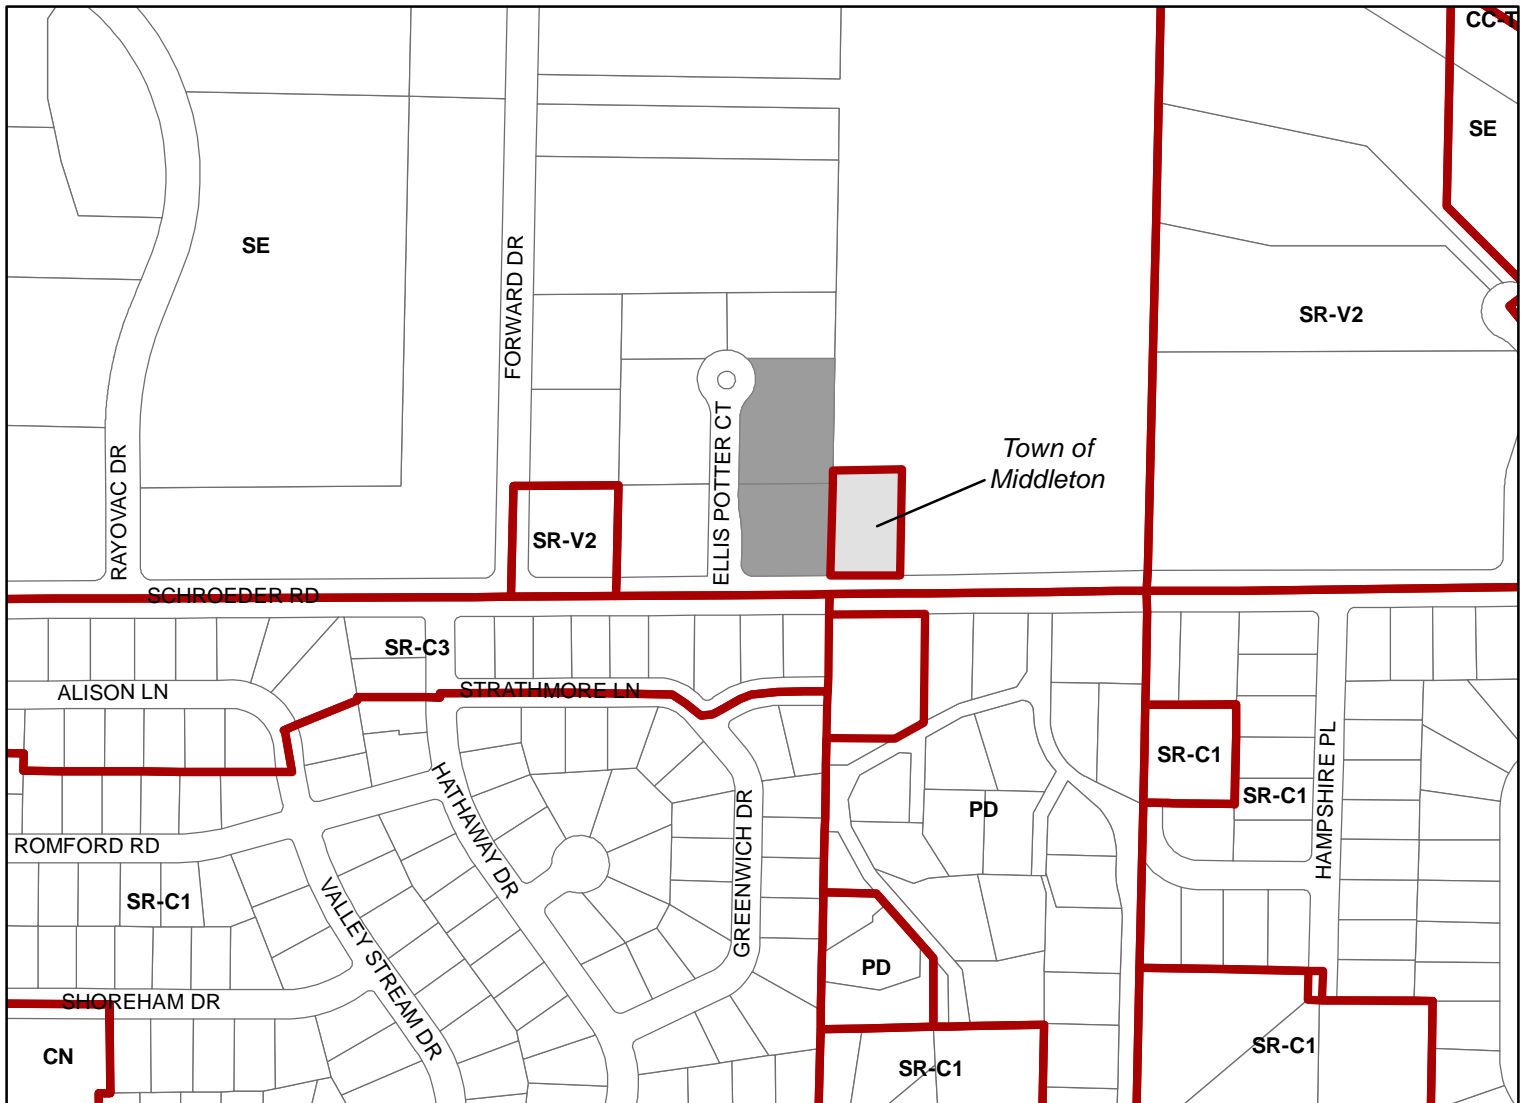 CC-T
SE
SE
FORWARD DR
SR-V2
RAYOVAC DR
ELLIS POTTER CT
Town of
Middleton
SR-V2
SCHROEDER RD
SR-C3
ALISON LN
STRATHMORE LN
SR-C1
HAMPSHIRE PL
SR-C1
PD
HATHAWAY DR
GREENWICH DR
ROMFORD RD
SR-C1
VALLEY STREAM DR
PD
SHOREHAM DR
CN
SR-C1
SR-C1